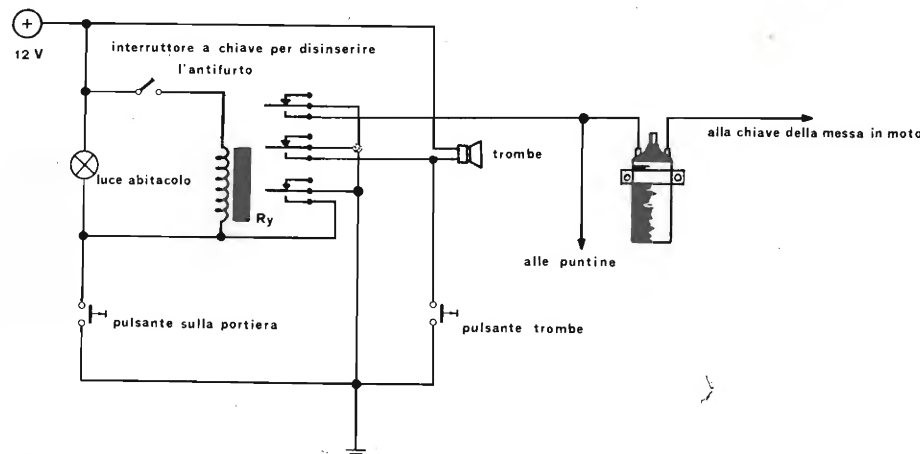 +
12 V
interruttore a chiave per disinserire
l'antifurto
alla chiave della messa in moto
trombe
luce abitacolo
Ry
alle puntine
pulsante sulla portiera
pulsante trombe